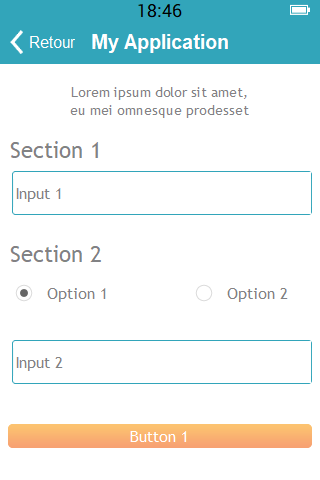 18:46
Retour My Application
Lorem ipsum dolor sit amet,
eu mei omnesque prodesset
Section 1
Input 1
Section 2
Option 1 Option 2
Input 2
Button 1